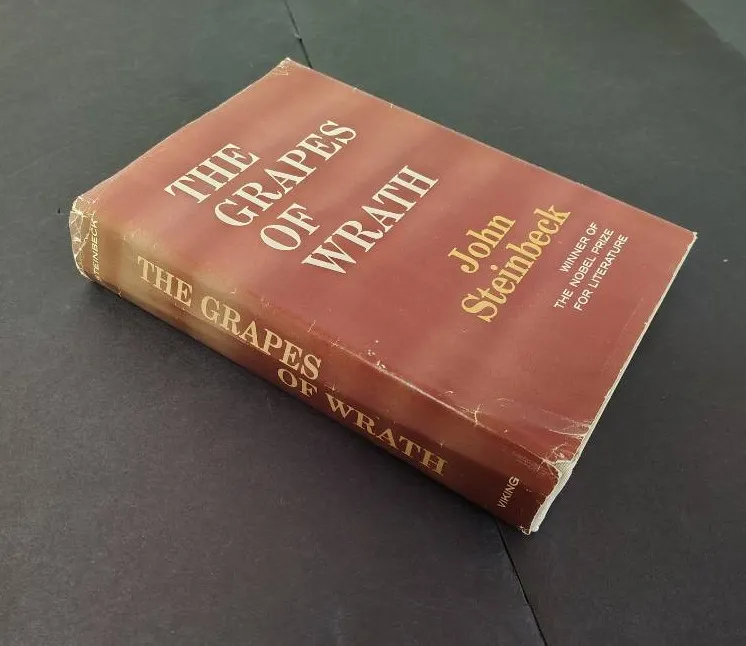 THE
GRAPES
OF
WRATH
John
Steinbeck
WINNER OF
THE NOBEL PRIZE
FOR LITERATURE
STEINBECK
THE GRAPES
OF WRATH
VIKING